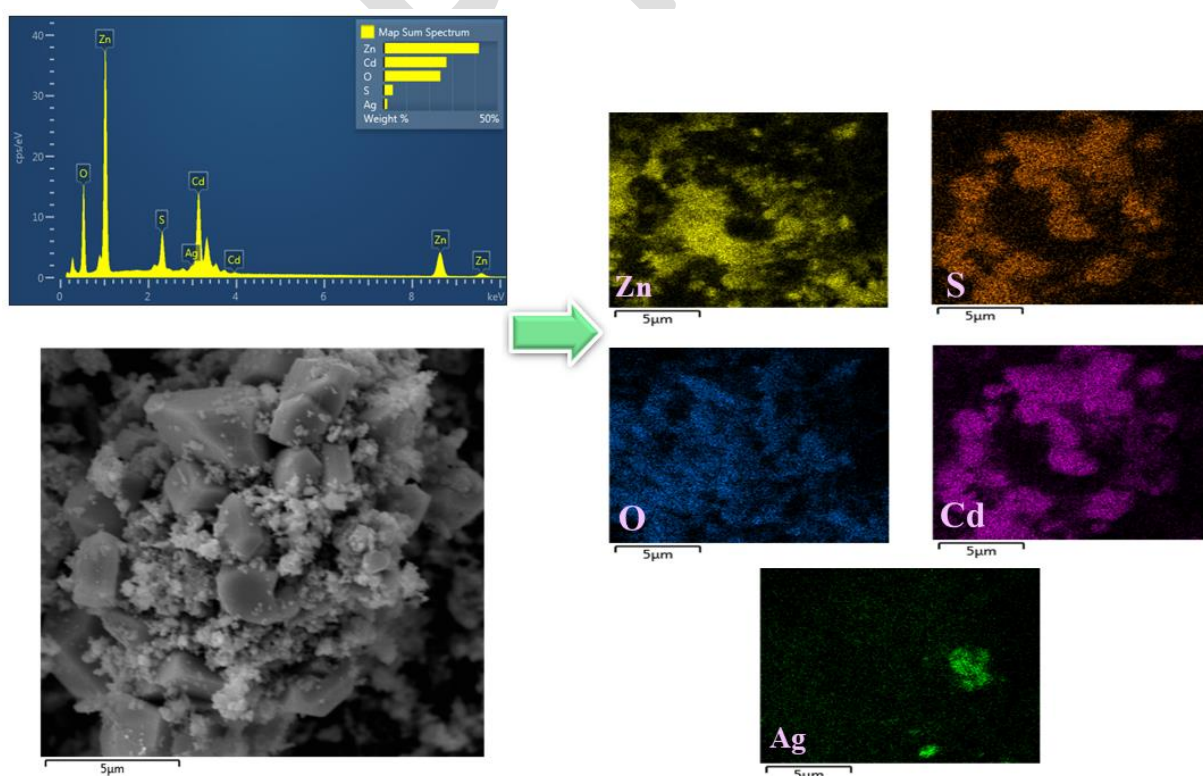 Map Sum Spectrum
Zn
Cd
O
S
Ag
Weight % 50%
cps/eV
40
30
20
10
0
Zn
O
S
Ag
Cd
Cd
Zn
Zn
0 2 4 6 8 keV
5µm
Zn
5µm
S
5µm
O
5µm
Cd
5µm
Ag
5µm